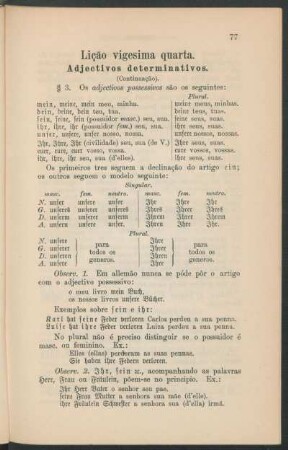 77
Lição vigesima quarta.
Adjectivos determinativos.
(Continuação).
§ 3. Os adjectivos possessivos são os seguintes:
Plural.
mein, meine, mein meu, minha. meine meus, minhas.
dein, deine, dein teu, tua. deine teus, tuas.
sein, seine, sein (possuidor masc.) seu, sua. seine seus, suas.
ihr, ihre, ihr (possuidor fem.) seu, sua. ihre seus, suas.
unser, unsere, unser nosso, nossa. unsere nossos, nossas.
Ihr, Ihre, Ihr (civilidade) seu, sua (de V.) Ihre seus, suas.
euer, eure, euer vosso, vossa. eure vossos, vossas.
ihr, ihre, ihr seu, sua (d'elles). ihre seus, suas.
Os primeiros tres seguem a declinação do artigo ein;
os outros seguem o modelo seguinte:
Singular.
masc. fem. neutro. masc. fem. neutro.
N. unser unsere unser Ihr Ihre Ihr
G. unseres unserer unseres Ihres Ihrer Ihres
D. unserem unserer unserem Ihrem Ihrer Ihrem
A. unseren unsere unser Ihren Ihre Ihr
Plural.
N. unsere Ihre
G. unserer para Ihrer para
D. unseren todos os Ihren todos os
A. unsere generos. Ihre generos.
Observ. 1. Em allemão nunca se póde pôr o artigo
com o adjectivo possessivo:
o meu livro mein Buch,
os nossos livros unsere Bücher.
Exemplos sobre sein e ihr:
Karl hat seine Feder verloren Carlos perdeu a sua penna.
Luise hat ihre Feder verloren Luiza perdeu a sua penna.
No plural não é preciso distinguir se o possuidor é
masc. ou feminino. Ex.:
Elles (ellas) perderam as suas pennas.
Sie haben ihre Federn verloren.
Observ. 2. Ihr, sein u., acompanhando as palavras
Herr, Frau ou Fräulein, põem-se no principio. Ex.:
Ihr Herr Vater o senhor seu pae.
seine Frau Mutter a senhora sua mãe (d'elle).
ihre Fräulein Schwester a senhora sua (d'ella) irmã.